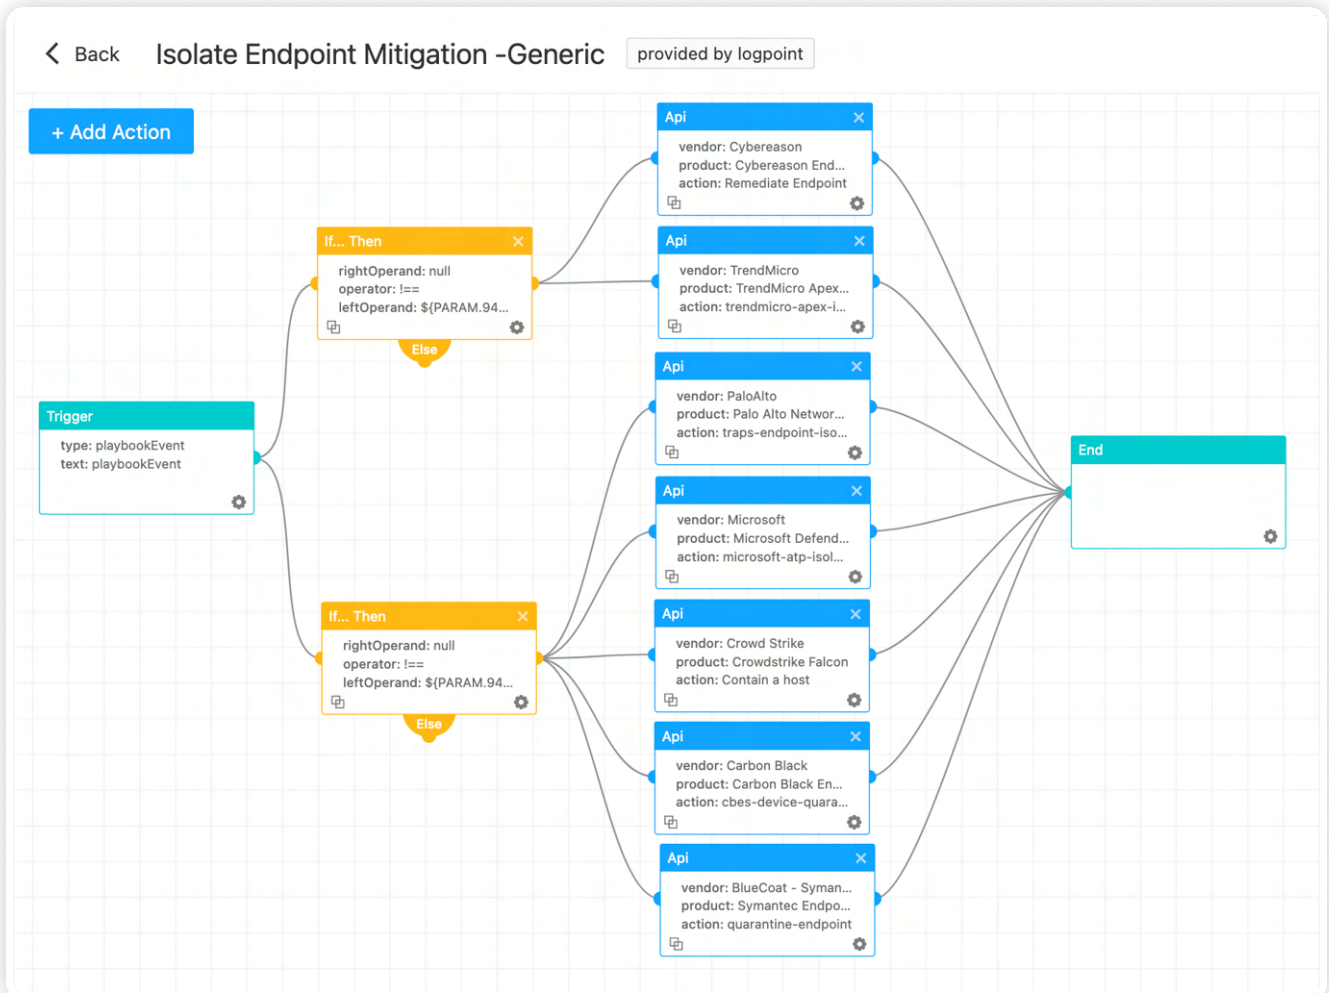 Back
Isolate Endpoint Mitigation -Generic
provided by logpoint
+ Add Action
Trigger
type: playbookEvent
text: playbookEvent
If... Then
rightOperand: null
operator: !==
leftOperand: ${PARAM.94...
Else
If... Then
rightOperand: null
operator: !==
leftOperand: ${PARAM.94...
Else
Api
vendor: Cybereason
product: Cybereason End...
action: Remediate Endpoint
Api
vendor: TrendMicro
product: TrendMicro Apex...
action: trendmicro-apex-i...
Api
vendor: PaloAlto
product: Palo Alto Networ...
action: traps-endpoint-iso...
Api
vendor: Microsoft
product: Microsoft Defend...
action: microsoft-atp-isol...
Api
vendor: Crowd Strike
product: Crowdstrike Falcon
action: Contain a host
Api
vendor: Carbon Black
product: Carbon Black En...
action: cbes-device-quara...
Api
vendor: BlueCoat - Syman...
product: Symantec Endpo...
action: quarantine-endpoint
End